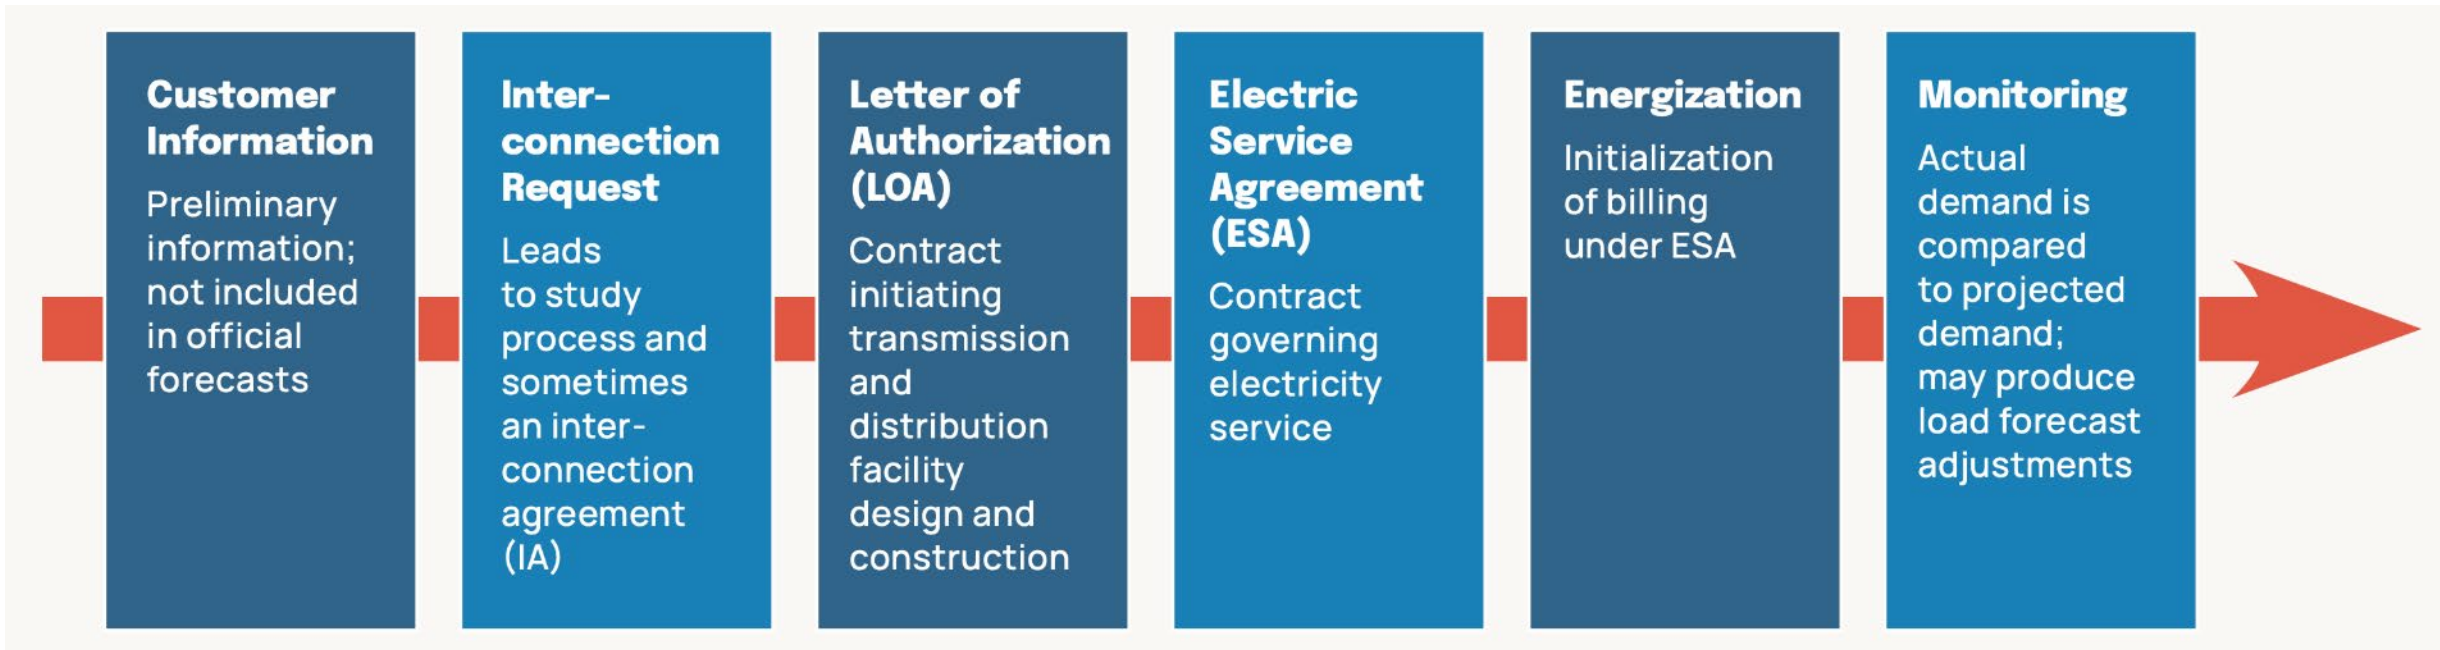 Customer
Information
Preliminary
information;
not included
in official
forecasts
Inter-
connection
Request
Leads
to study
process and
sometimes
an inter-
connection
agreement
(IA)
Letter of
Authorization
(LOA)
Contract
initiating
transmission
and
distribution
facility
design and
construction
Electric
Service
Agreement
(ESA)
Contract
governing
electricity
service
Energization
Initialization
of billing
under ESA
Monitoring
Actual
demand is
compared
to projected
demand;
may produce
load forecast
adjustments